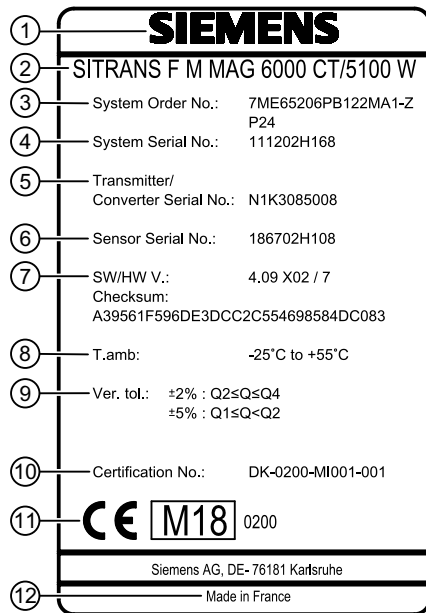 ① SIEMENS
② SITRANS F M MAG 6000 CT/5100 W
③ System Order No.: 7ME65206PB122MA1-Z
P24
④ System Serial No.: 111202H168
⑤ Transmitter/
Converter Serial No.: N1K3085008
⑥ Sensor Serial No.: 186702H108
⑦ SW/HW V.: 4.09 X02 / 7
Checksum:
A39561F596DE3DCC2C554698584DC083
⑧ T.amb: -25°C to +55°C
⑨ Ver. tol.: ±2% : Q2≤Q≤Q4
±5% : Q1≤Q<Q2
⑩ Certification No.: DK-0200-MI001-001
⑪ CE M18 0200
Siemens AG, DE- 76181 Karlsruhe
⑫ Made in France